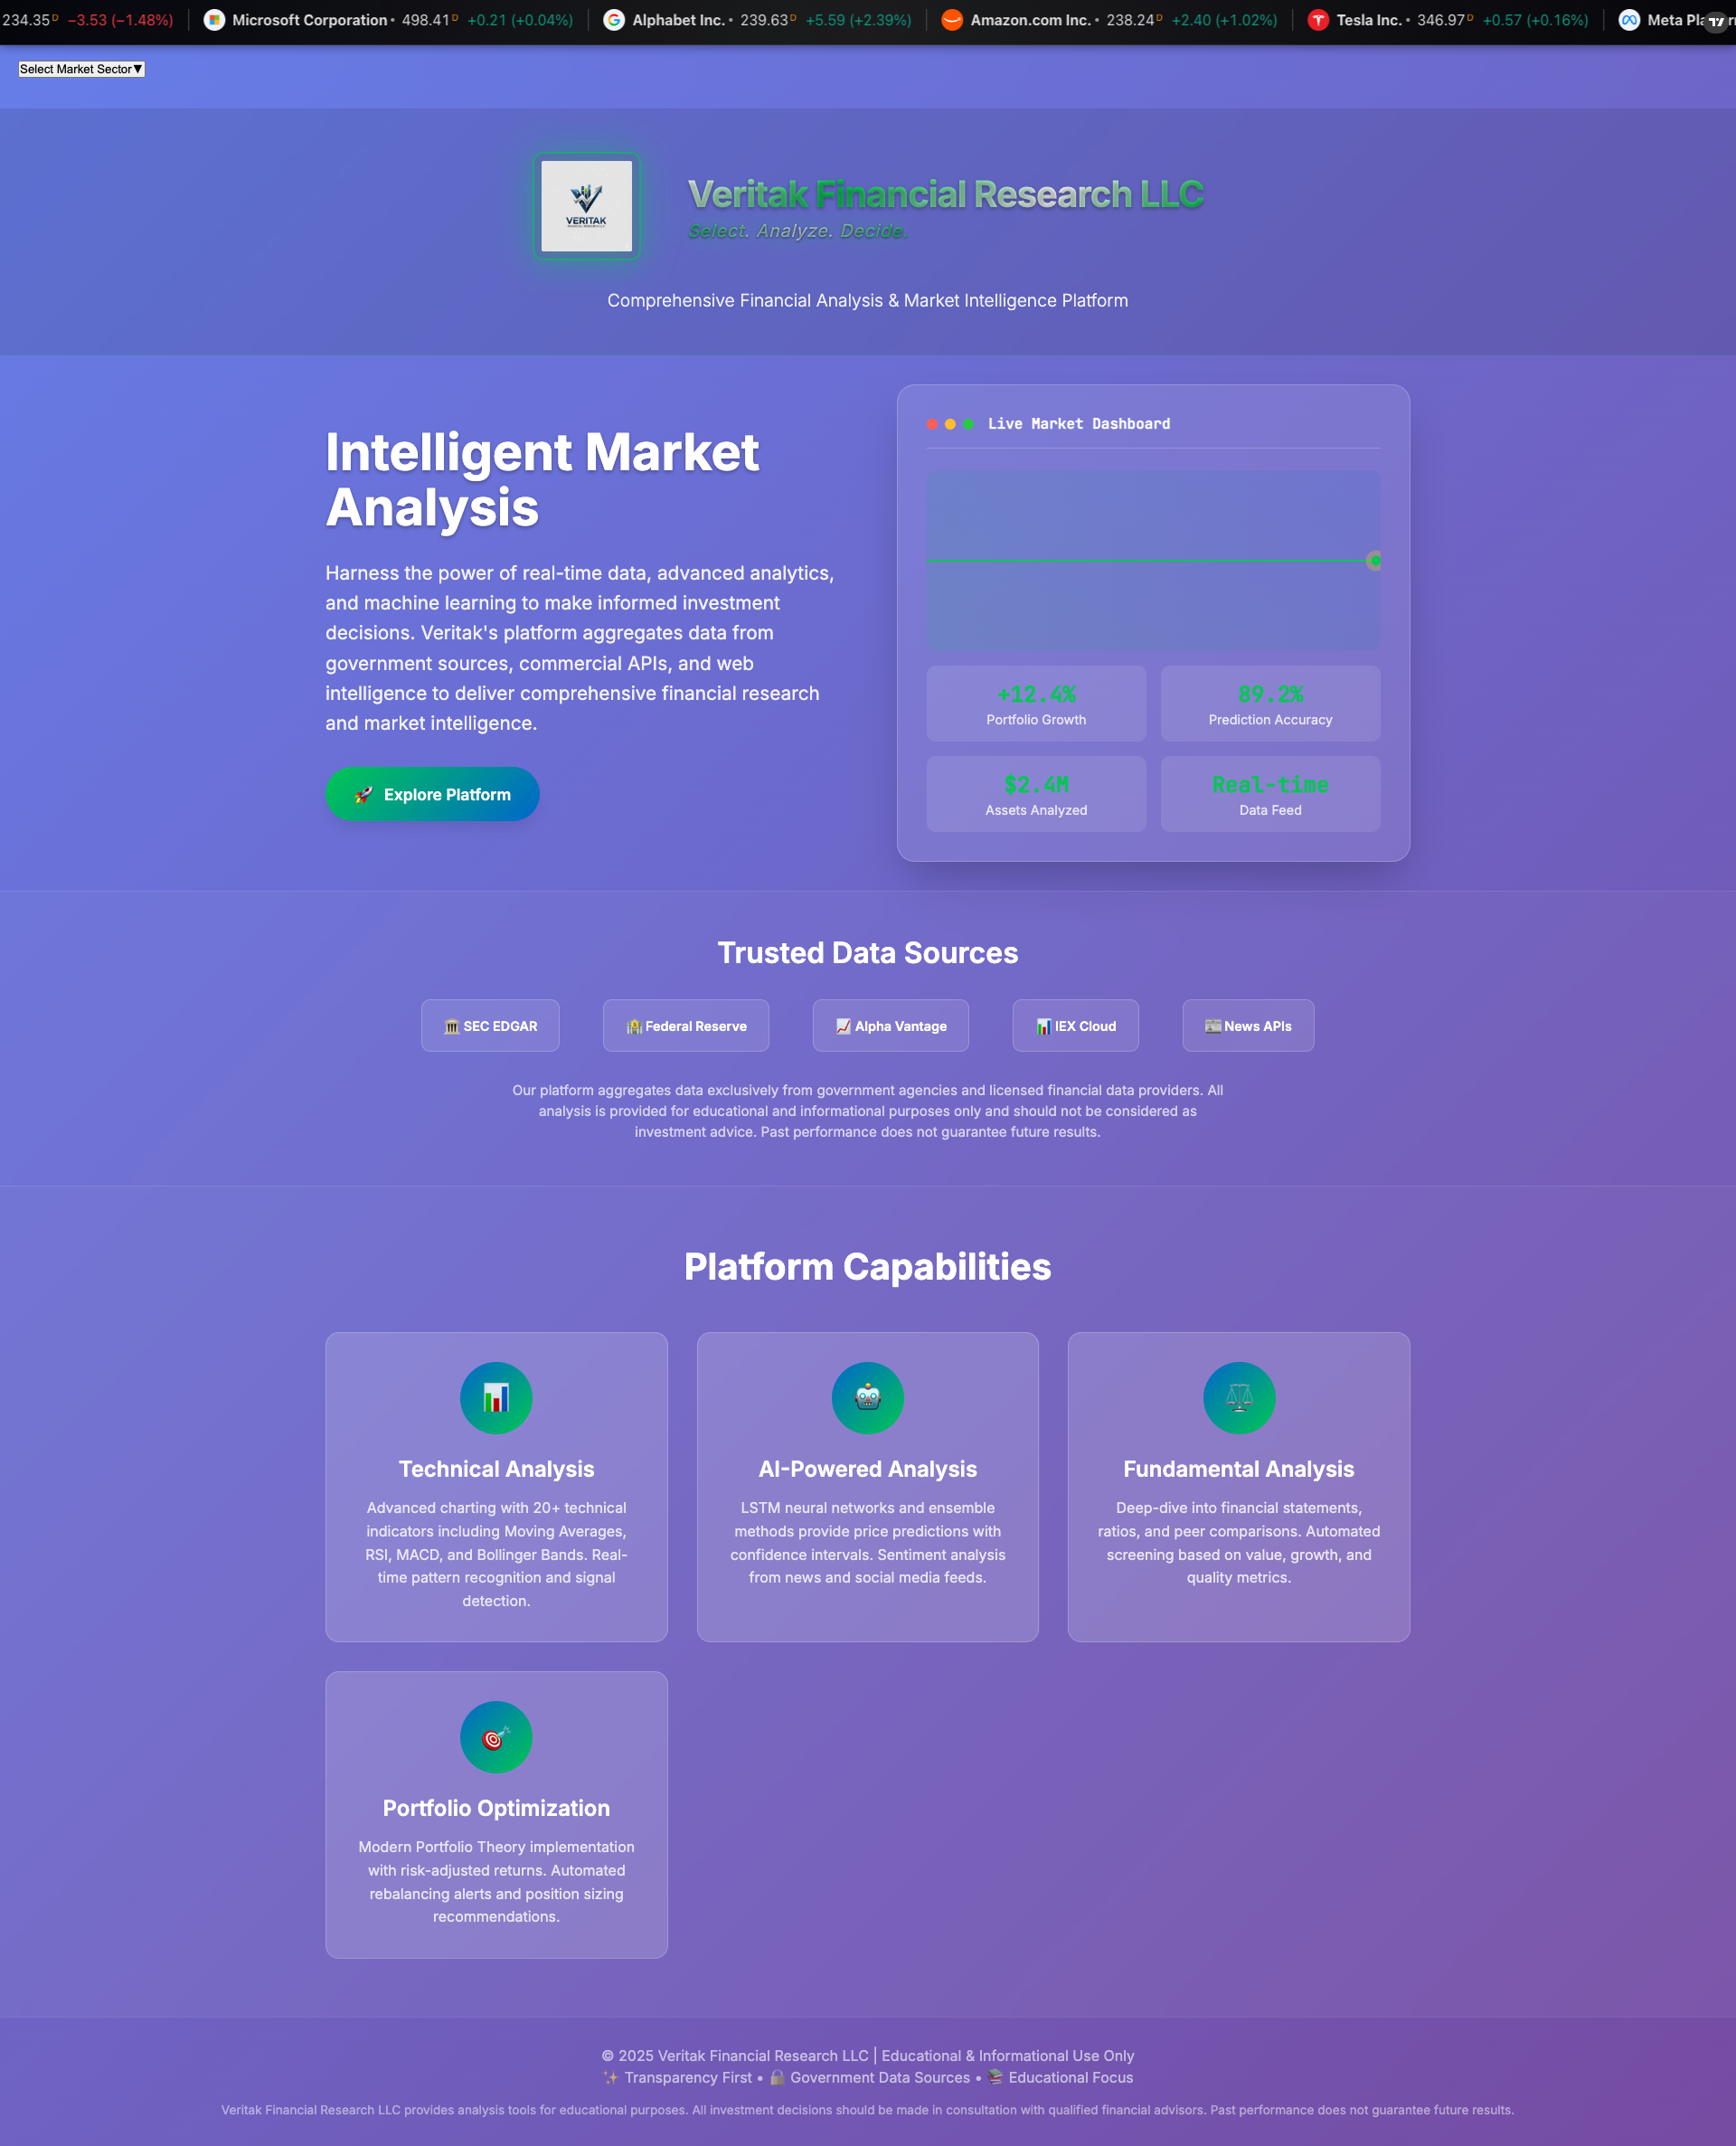 234.35 D −3.53 (−1.48%) Microsoft Corporation • 498.41 D +0.21 (+0.04%) Alphabet Inc. • 239.63 D +5.59 (+2.39%) Amazon.com Inc. • 238.24 D +2.40 (+1.02%) Tesla Inc. • 346.97 D +0.57 (+0.16%) Meta
Select Market Sector▼
VERITAK
Veritak Financial Research LLC
Select. Analyze. Decide.
Comprehensive Financial Analysis & Market Intelligence Platform
Intelligent Market
Analysis
Harness the power of real-time data, advanced analytics,
and machine learning to make informed investment
decisions. Veritak's platform aggregates data from
government sources, commercial APIs, and web
intelligence to deliver comprehensive financial research
and market intelligence.
🚀 Explore Platform
Live Market Dashboard
+12.4%
Portfolio Growth
89.2%
Prediction Accuracy
$2.4M
Assets Analyzed
Real-time
Data Feed
Trusted Data Sources
🏛️ SEC EDGAR
🏦 Federal Reserve
📈 Alpha Vantage
📊 IEX Cloud
📰 News APIs
Our platform aggregates data exclusively from government agencies and licensed financial data providers. All
analysis is provided for educational and informational purposes only and should not be considered as
investment advice. Past performance does not guarantee future results.
Platform Capabilities
Technical Analysis
Advanced charting with 20+ technical
indicators including Moving Averages,
RSI, MACD, and Bollinger Bands. Real-
time pattern recognition and signal
detection.
AI-Powered Analysis
LSTM neural networks and ensemble
methods provide price predictions with
confidence intervals. Sentiment analysis
from news and social media feeds.
Fundamental Analysis
Deep-dive into financial statements,
ratios, and peer comparisons. Automated
screening based on value, growth, and
quality metrics.
Portfolio Optimization
Modern Portfolio Theory implementation
with risk-adjusted returns. Automated
rebalancing alerts and position sizing
recommendations.
© 2025 Veritak Financial Research LLC | Educational & Informational Use Only
✨ Transparency First • 🔒 Government Data Sources • 📚 Educational Focus
Veritak Financial Research LLC provides analysis tools for educational purposes. All investment decisions should be made in consultation with qualified financial advisors. Past performance does not guarantee future results.